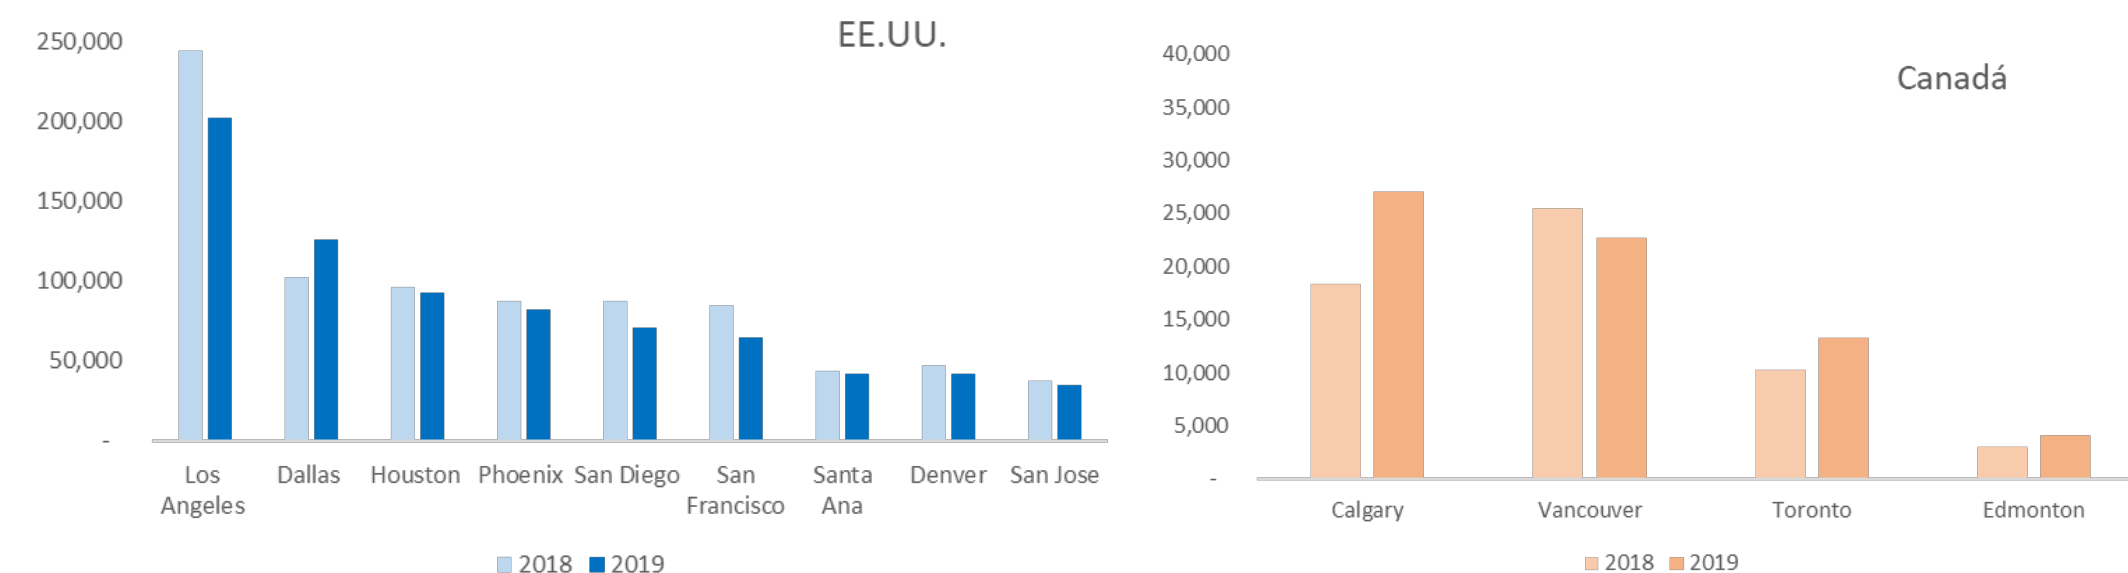 EE.UU.
250,000
200,000
150,000
100,000
50,000
-
Los Angeles
Dallas
Houston
Phoenix
San Diego
San Francisco
Santa Ana
Denver
San Jose
2018
2019
Canadá
40,000
35,000
30,000
25,000
20,000
15,000
10,000
5,000
-
Calgary
Vancouver
Toronto
Edmonton
2018
2019